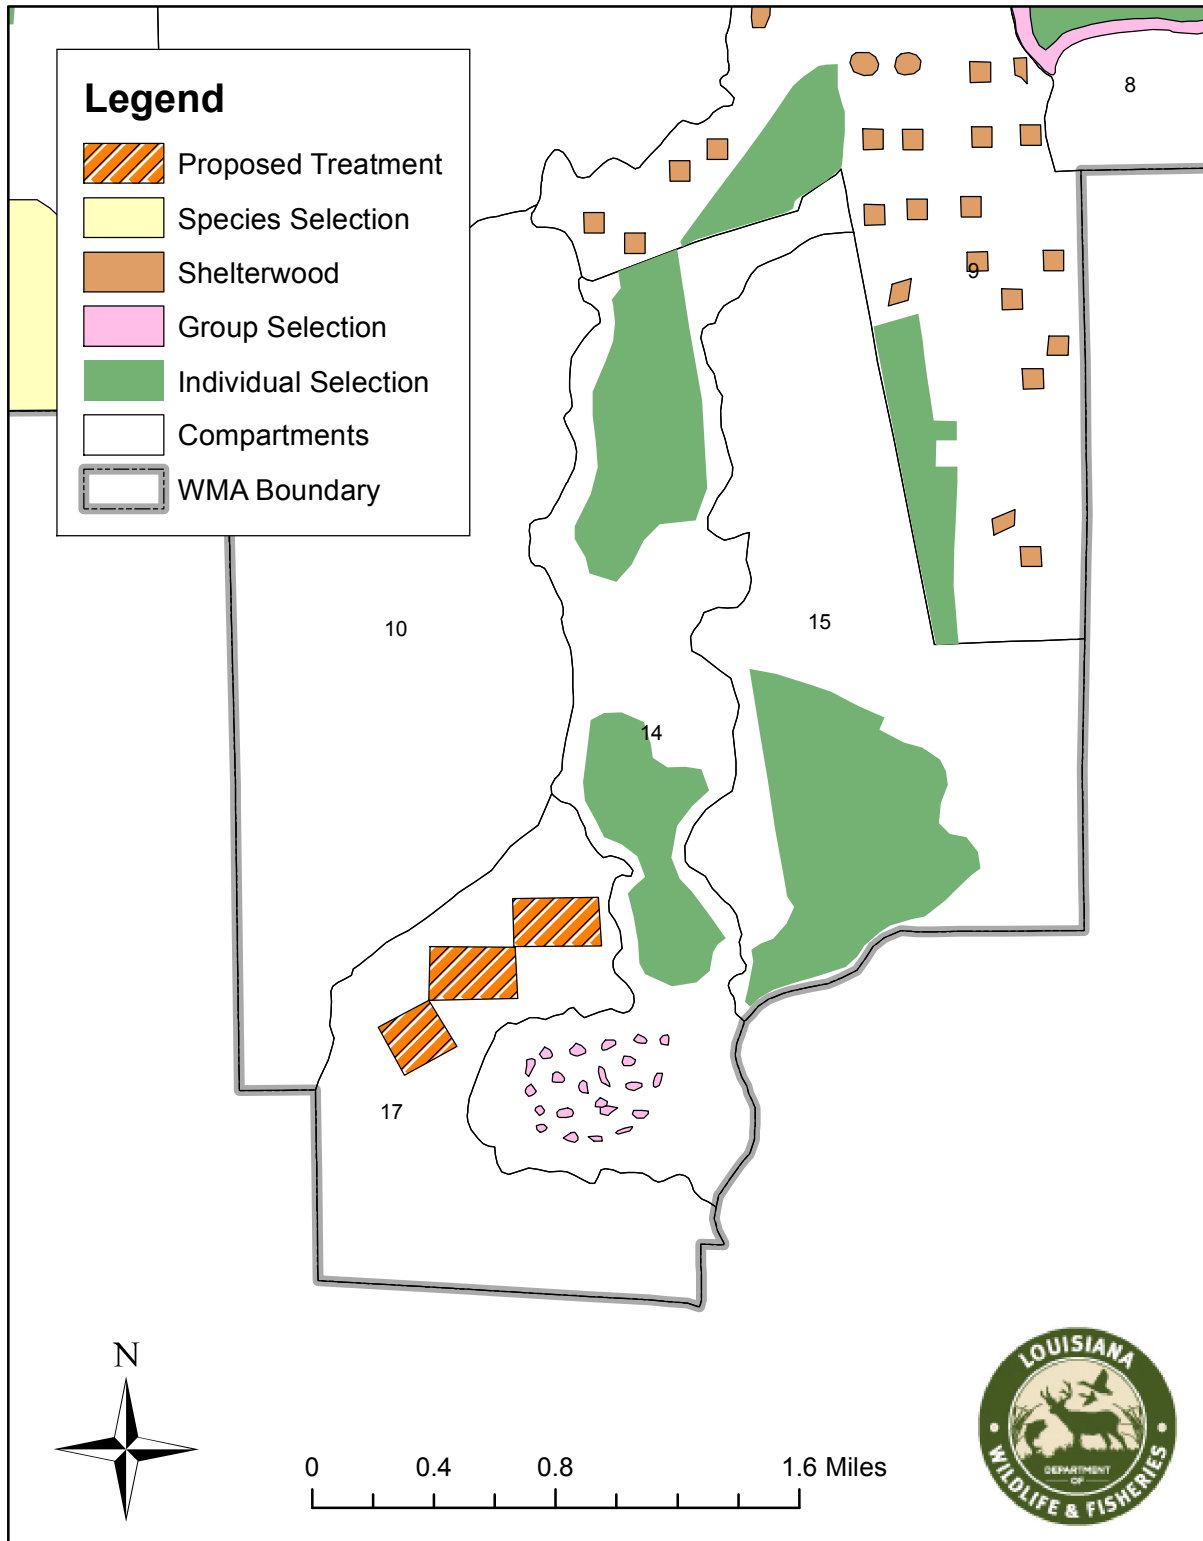 Legend
Proposed Treatment
Species Selection
Shelterwood
Group Selection
Individual Selection
Compartments
WMA Boundary
8
9
10
15
14
17
N
0 0.4 0.8 1.6 Miles
LOUISIANA
DEPARTMENT
OF
WILDLIFE & FISHERIES